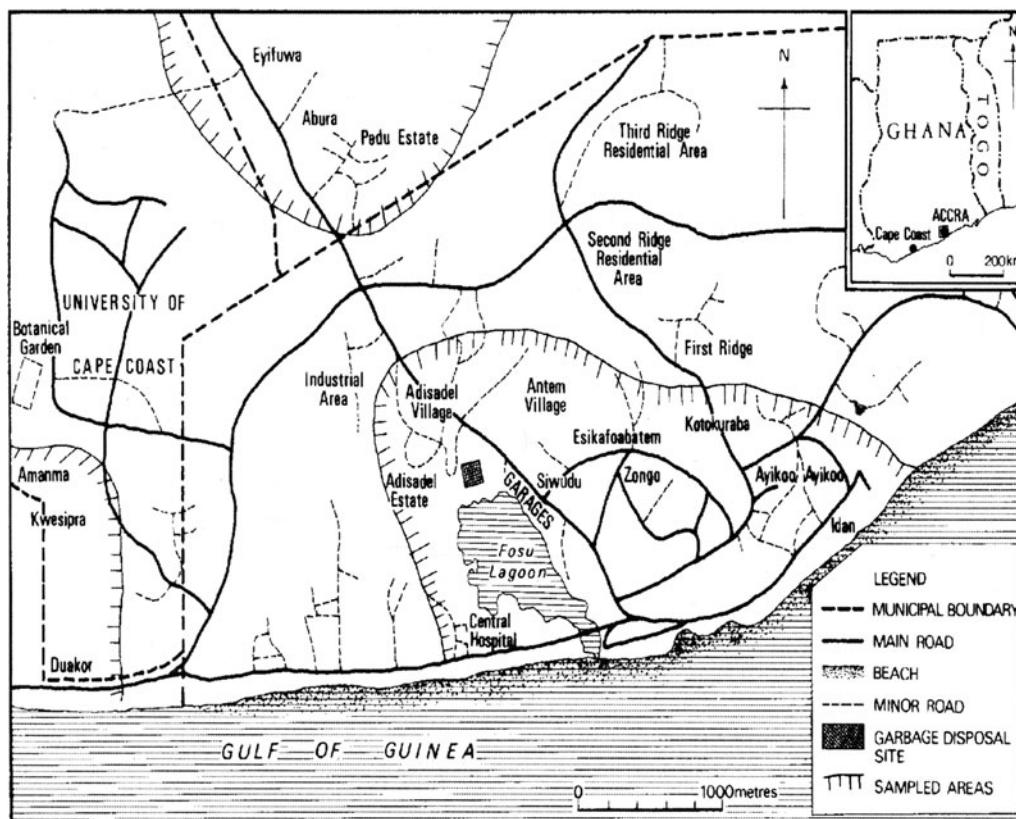 Eyifuwa
Abura
Pedu Estate
N
Third Ridge
Residential Area
GHANA
TOGO
ACCRA
Cape Coast
0 200km
Second Ridge
Residential
Area
UNIVERSITY OF
CAPE COAST
Botanical
Garden
First Ridge
Industrial
Area
Adisadel
Village
Antem
Village
Esikafoabatem
Kotokuraba
Amanma
Kwesipra
Adisadel
Estate
GARAGES
Siwudu
Zongo
Ayikoo Ayikoo
Idan
Fosu
Lagoon
Central
Hospital
Duakor
GULF OF GUINEA
0 1000metres
LEGEND
MUNICIPAL BOUNDARY
MAIN ROAD
BEACH
MINOR ROAD
GARBAGE DISPOSAL
SITE
SAMPLED AREAS